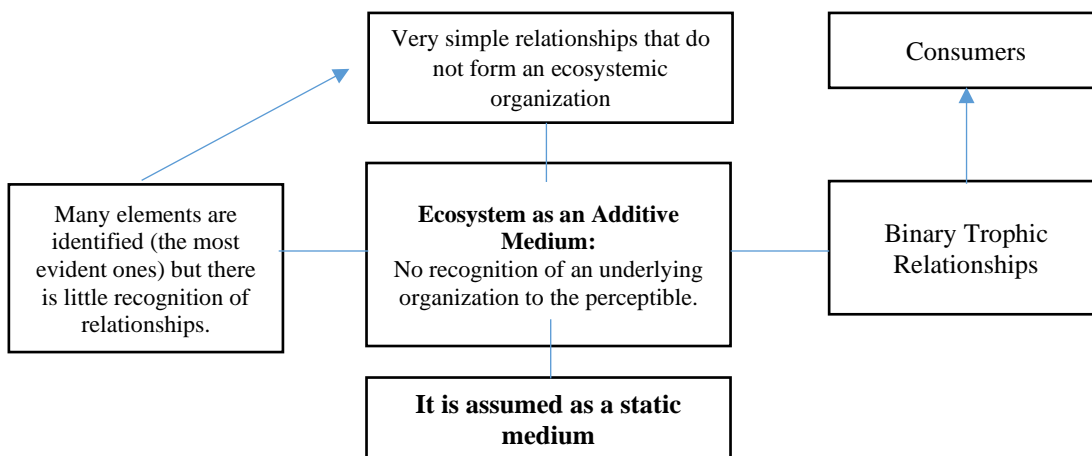 Very simple relationships that do
not form an ecosystemic
organization
Consumers
Many elements are
identified (the most
evident ones) but there
is little recognition of
relationships.
Ecosystem as an Additive
Medium:
No recognition of an underlying
organization to the perceptible.
Binary Trophic
Relationships
It is assumed as a static
medium